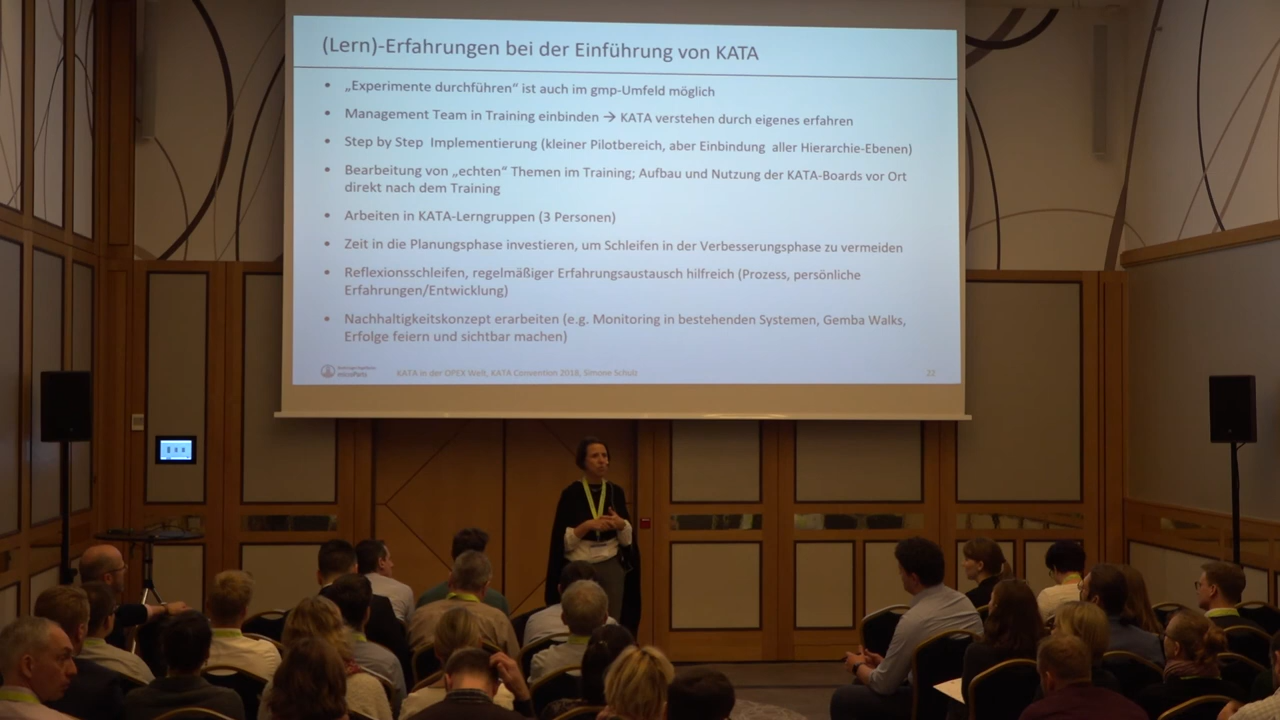 (Lern)-Erfahrungen bei der Einführung von KATA
• „Experimente durchführen“ ist auch im gmp-Umfeld möglich
• Management Team in Training einbinden → KATA verstehen durch eigenes erfahren
• Step by Step Implementierung (kleiner Pilotbereich, aber Einbindung aller Hierarchie-Ebenen)
• Bearbeitung von „echten“ Themen im Training; Aufbau und Nutzung der KATA-Boards vor Ort
direkt nach dem Training
• Arbeiten in KATA-Lerngruppen (3 Personen)
• Zeit in die Planungsphase investieren, um Schleifen in der Verbesserungsphase zu vermeiden
• Reflexionsschleifen, regelmäßiger Erfahrungsaustausch hilfreich (Prozess, persönliche
Erfahrungen/Entwicklung)
• Nachhaltigkeitskonzept erarbeiten (e.g. Monitoring in bestehenden Systemen, Gemba Walks,
Erfolge feiern und sichtbar machen)
microParts
KATA in der OPEX Welt, KATA Convention 2018, Simone Schulz
22